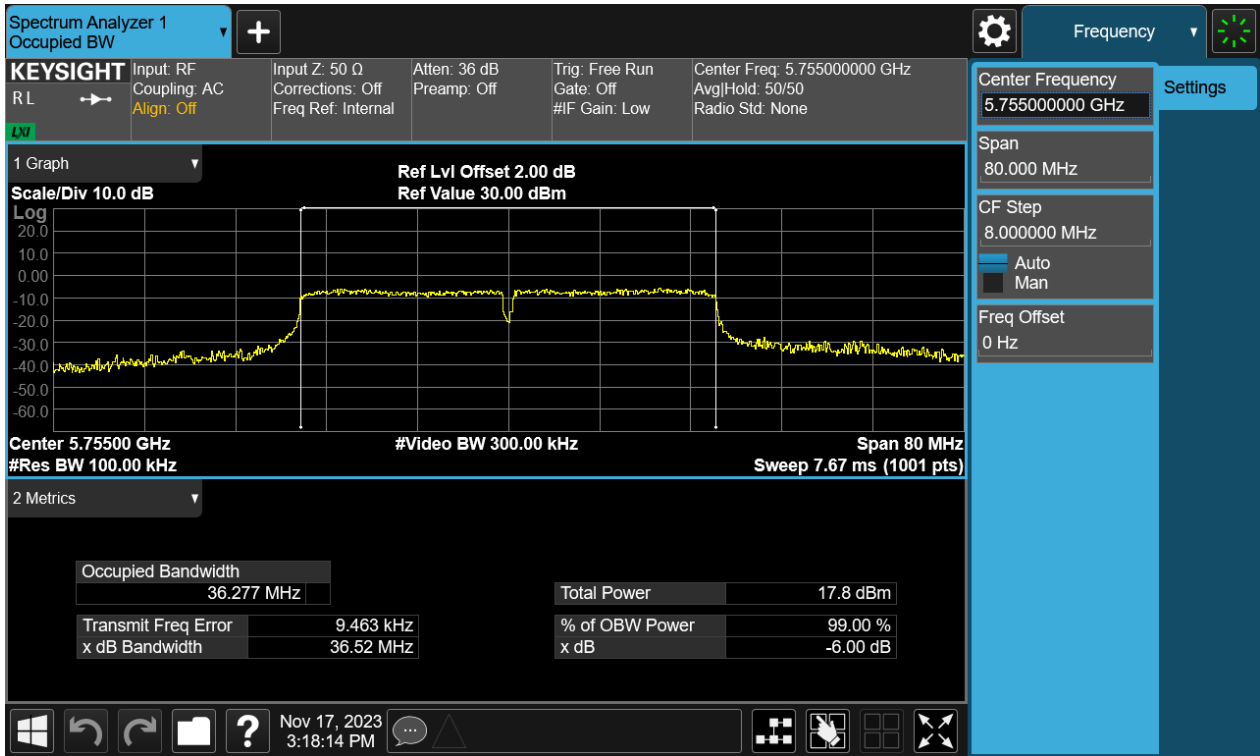 Spectrum Analyzer 1
Occupied BW
Frequency
KEYSIGHT
R L
LXI
Input: RF
Coupling: AC
Align: Off
Input Z: 50 Ω
Corrections: Off
Freq Ref: Internal
Atten: 36 dB
Preamp: Off
Trig: Free Run
Gate: Off
#IF Gain: Low
Center Freq: 5.755000000 GHz
Avg|Hold: 50/50
Radio Std: None
Center Frequency
5.755000000 GHz
Settings
Span
80.000 MHz
CF Step
8.000000 MHz
Auto
Man
Freq Offset
0 Hz
1 Graph
Scale/Div 10.0 dB
Ref Lvl Offset 2.00 dB
Ref Value 30.00 dBm
Log
20.0
10.0
0.00
-10.0
-20.0
-30.0
-40.0
-50.0
-60.0
Center 5.75500 GHz
#Video BW 300.00 kHz
Span 80 MHz
#Res BW 100.00 kHz
Sweep 7.67 ms (1001 pts)
2 Metrics
Occupied Bandwidth
36.277 MHz
Total Power 17.8 dBm
Transmit Freq Error 9.463 kHz
% of OBW Power 99.00 %
x dB Bandwidth 36.52 MHz
x dB -6.00 dB
Nov 17, 2023
3:18:14 PM